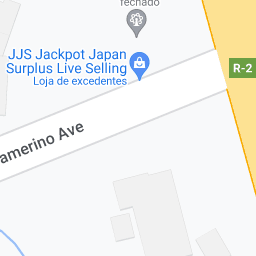 fechado
JJS Jackpot Japan
Surplus Live Selling
Loja de excedentes
R-2
amerino Ave